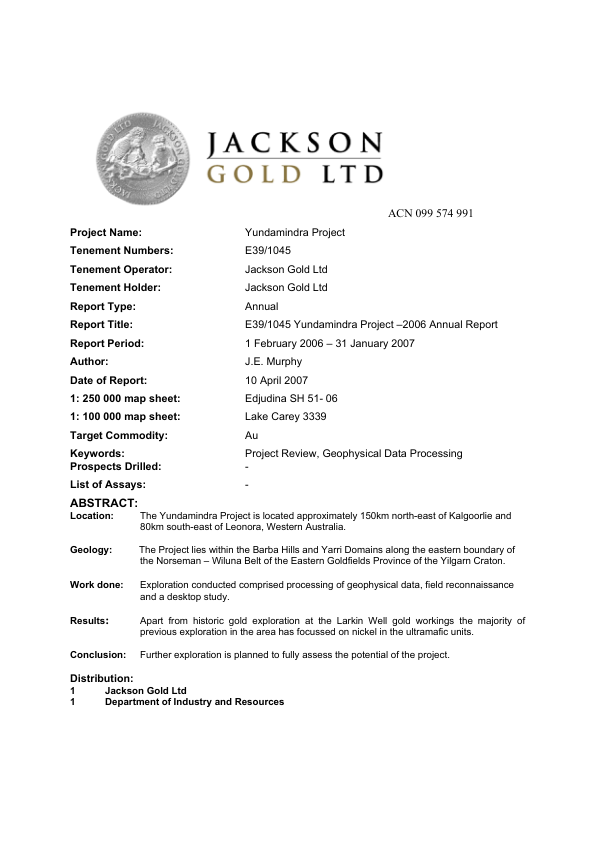 JACKSON
GOLD LTD
ACN 099 574 991
Project Name: Yundamindra Project
Tenement Numbers: E39/1045
Tenement Operator: Jackson Gold Ltd
Tenement Holder: Jackson Gold Ltd
Report Type: Annual
Report Title: E39/1045 Yundamindra Project –2006 Annual Report
Report Period: 1 February 2006 – 31 January 2007
Author: J.E. Murphy
Date of Report: 10 April 2007
1: 250 000 map sheet: Edjudina SH 51- 06
1: 100 000 map sheet: Lake Carey 3339
Target Commodity: Au
Keywords: Project Review, Geophysical Data Processing
Prospects Drilled: -
List of Assays: -
ABSTRACT:
Location: The Yundamindra Project is located approximately 150km north-east of Kalgoorlie and
80km south-east of Leonora, Western Australia.
Geology: The Project lies within the Barba Hills and Yarri Domains along the eastern boundary of
the Norseman – Wiluna Belt of the Eastern Goldfields Province of the Yilgarn Craton.
Work done: Exploration conducted comprised processing of geophysical data, field reconnaissance
and a desktop study.
Results: Apart from historic gold exploration at the Larkin Well gold workings the majority of
previous exploration in the area has focussed on nickel in the ultramafic units.
Conclusion: Further exploration is planned to fully assess the potential of the project.
Distribution:
1 Jackson Gold Ltd
1 Department of Industry and Resources